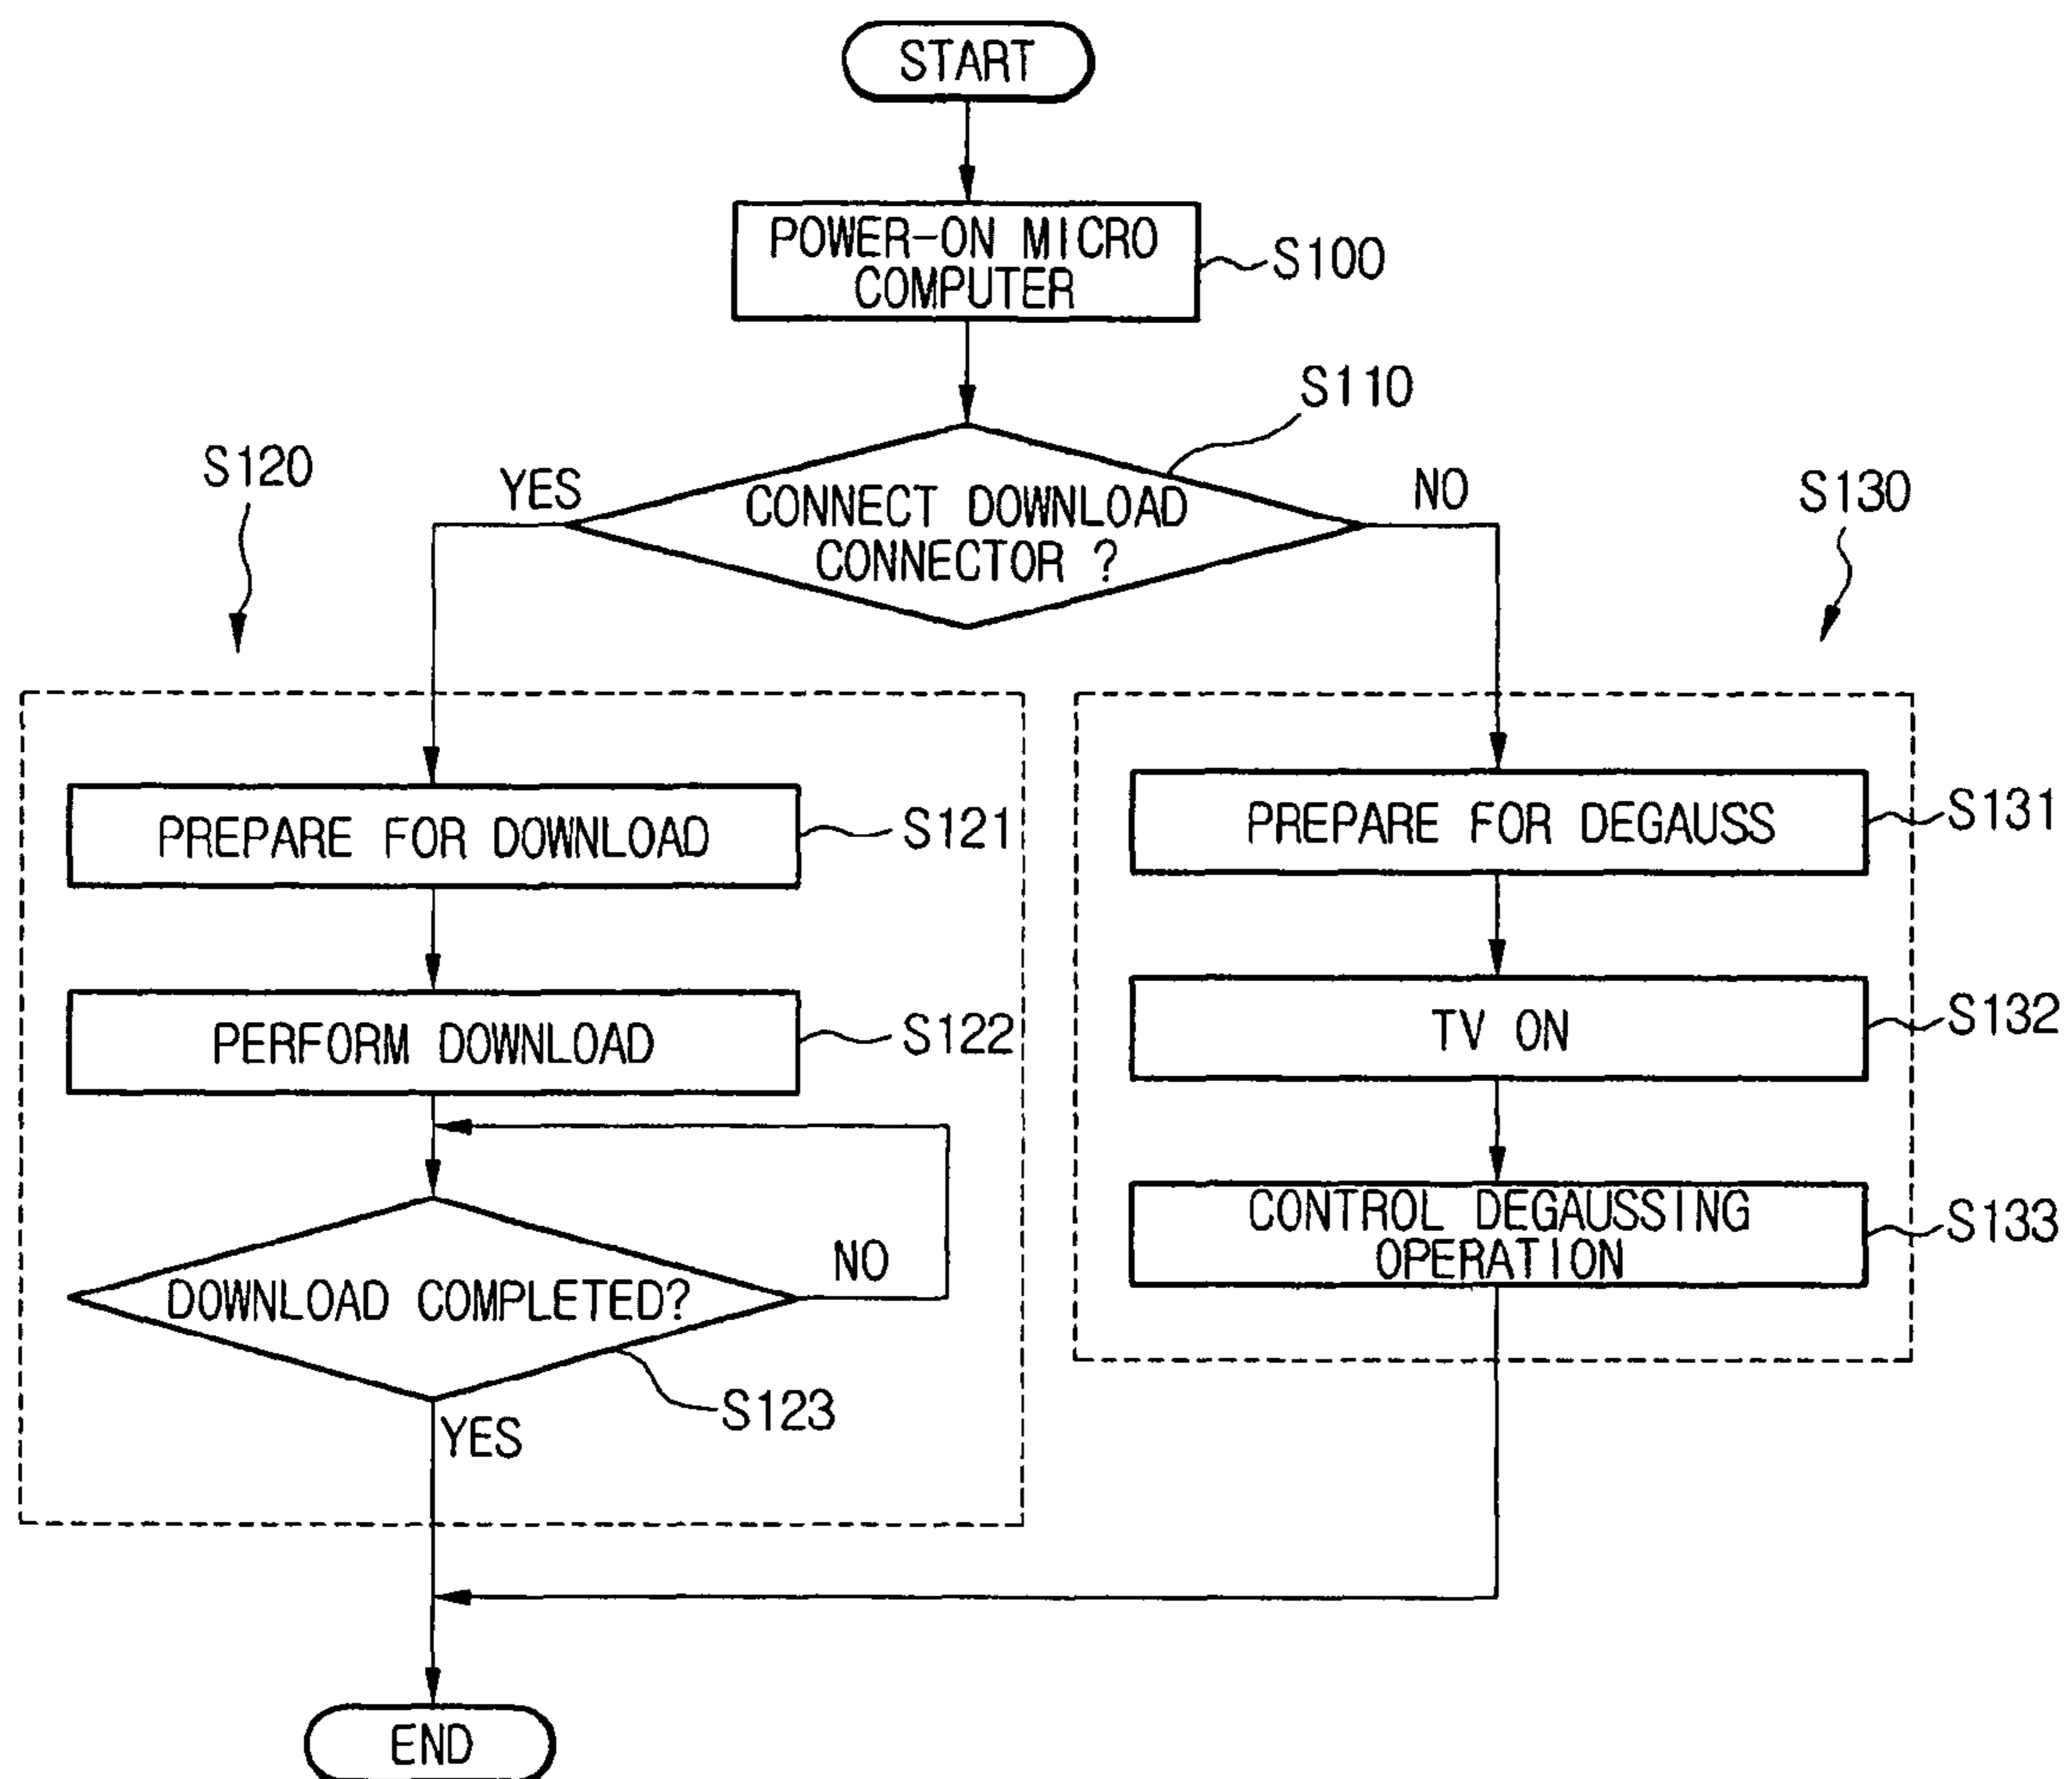 START
POWER-ON MICRO
COMPUTER
S100
S110
S120
YES
CONNECT DOWNLOAD
CONNECTOR ?
NO
S130
PREPARE FOR DOWNLOAD
S121
PREPARE FOR DEGAUSS
S131
PERFORM DOWNLOAD
S122
TV ON
S132
CONTROL DEGAUSSING
OPERATION
S133
NO
DOWNLOAD COMPLETED?
S123
YES
END